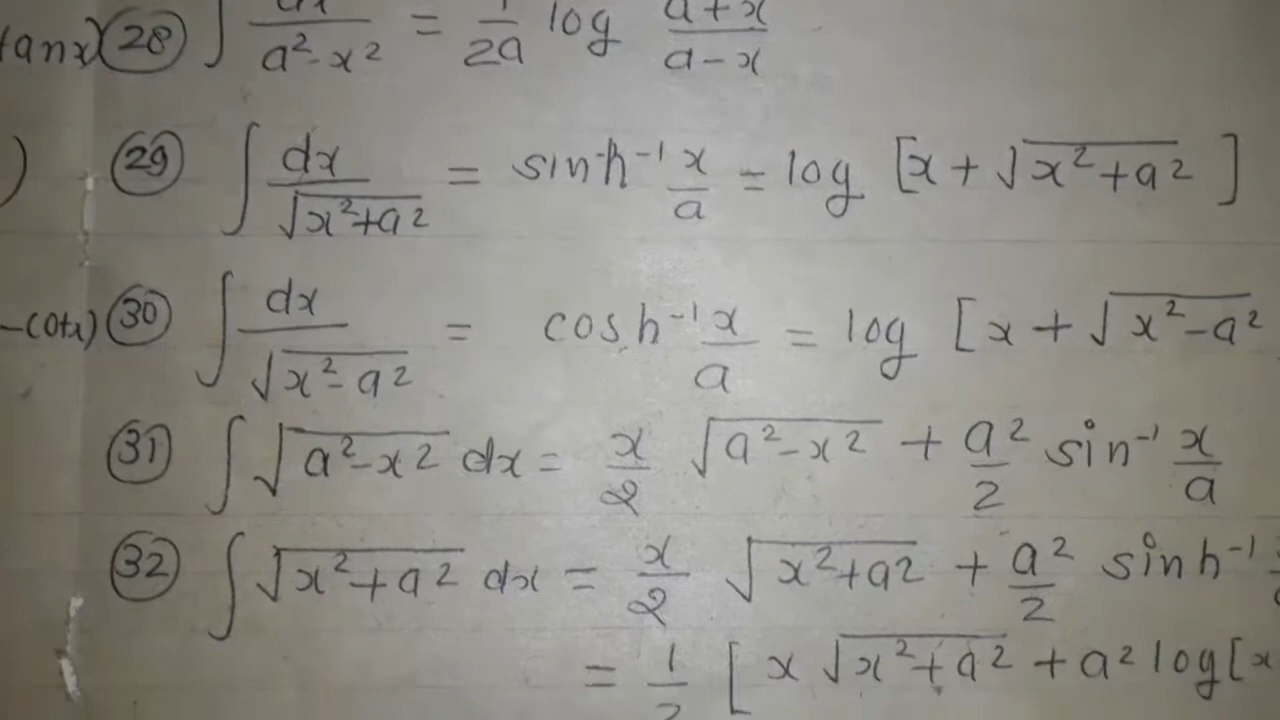 tanx) (28) ∫ dx/(a²-x²) = 1/2a log (a+x)/(a-x)
) (29) ∫ dx/√(x²+a²) = sinh⁻¹ x/a = log [x + √(x²+a²) ]
-cotx) (30) ∫ dx/√(x²-a²) = cosh⁻¹ x/a = log [x + √(x²-a²)
(31) ∫ √(a²-x²) dx = x/2 √(a²-x²) + a²/2 sin⁻¹ x/a
(32) ∫ √(x²+a²) dx = x/2 √(x²+a²) + a²/2 sinh⁻¹
= 1/2 [ x √(x²+a²) + a² log[x